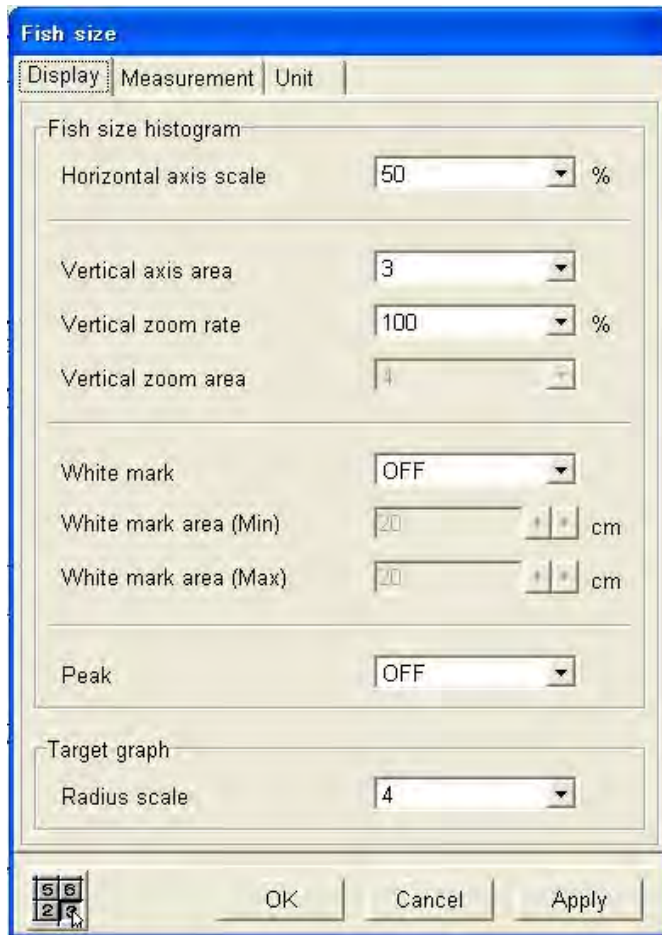 Fish size
Display Measurement Unit
Fish size histogram
Horizontal axis scale 50 %
Vertical axis area 3
Vertical zoom rate 100 %
Vertical zoom area 4
White mark OFF
White mark area (Min) 20 cm
White mark area (Max) 20 cm
Peak OFF
Target graph
Radius scale 4
5 6
2 3
OK Cancel Apply